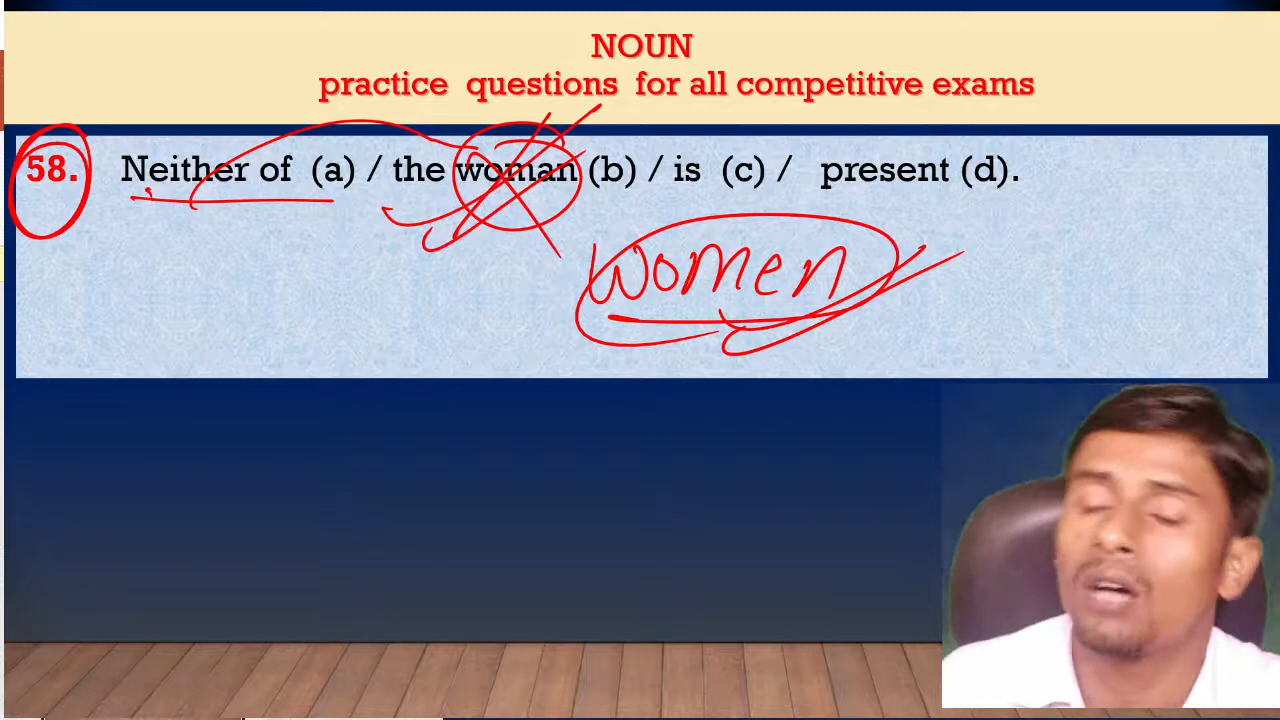 NOUN
practice questions for all competitive exams
58. Neither of (a) / the woman (b) / is (c) / present (d).
women